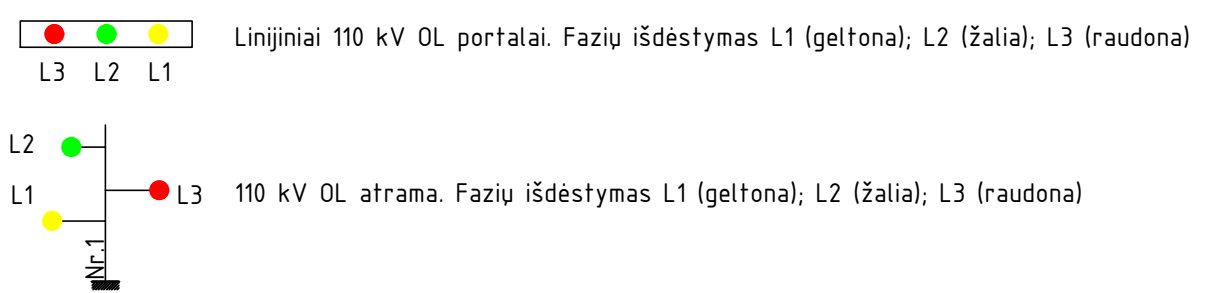 Linijiniai 110 kV OL portalai. Fazių išdėstymas L1 (geltona); L2 (žalia); L3 (raudona)
L3 L2 L1
L2
L1
L3
110 kV OL atrama. Fazių išdėstymas L1 (geltona); L2 (žalia); L3 (raudona)
Nr.1